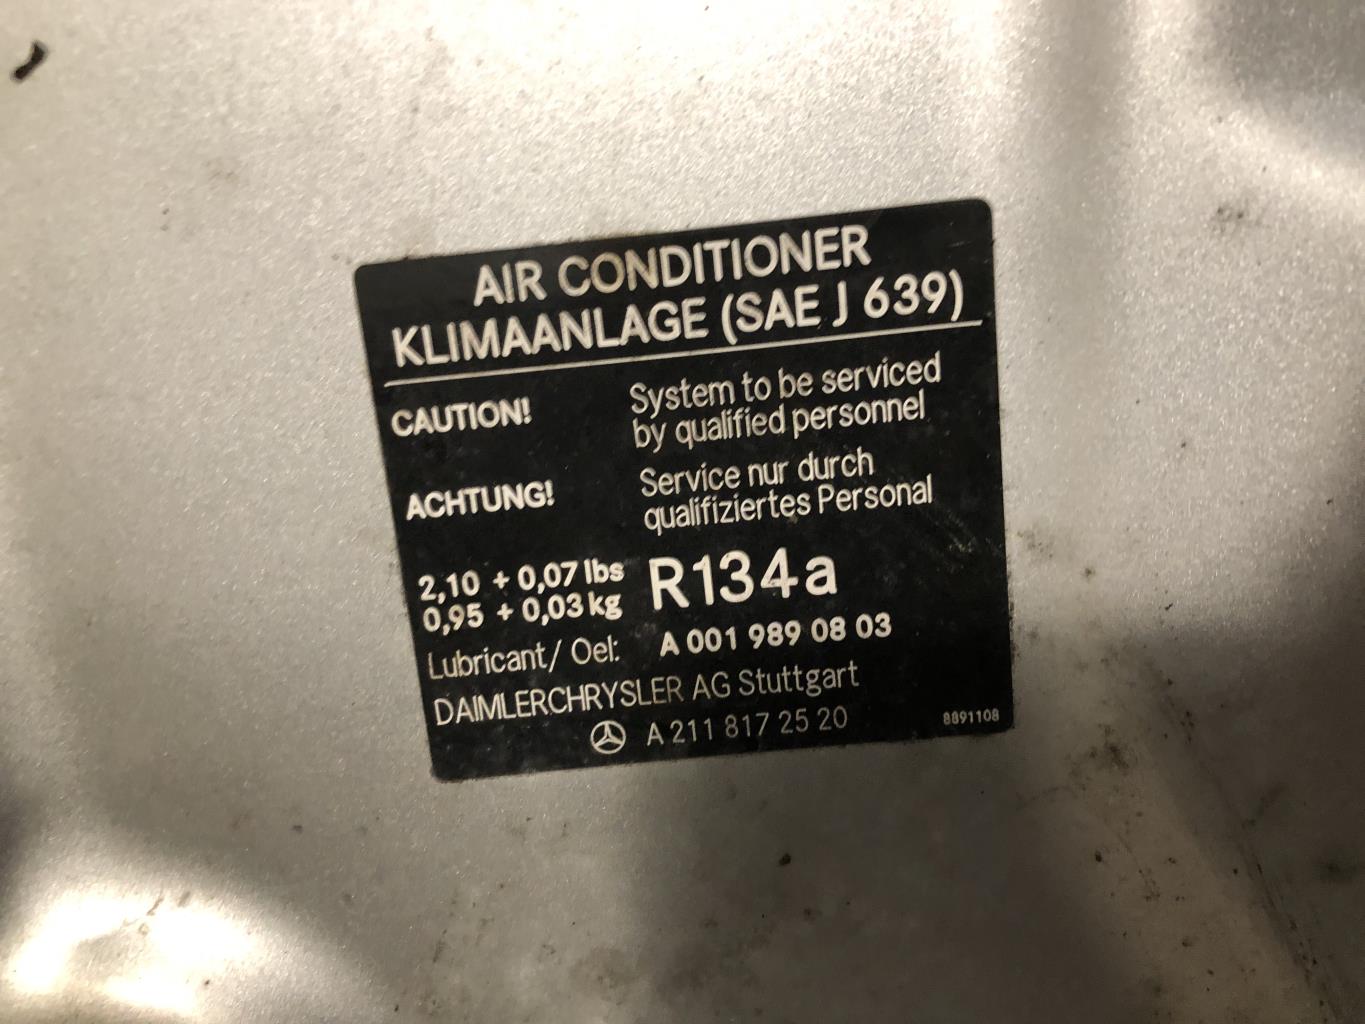 AIR CONDITIONER
KLIMAANLAGE (SAE J 639)
CAUTION! System to be serviced
by qualified personnel
ACHTUNG! Service nur durch
qualifiziertes Personal
2,10 + 0,07 lbs R134a
0,95 + 0,03 kg
Lubricant/ Oel: A 001 989 08 03
DAIMLERCHRYSLER AG Stuttgart
A 211 817 25 20 8891108